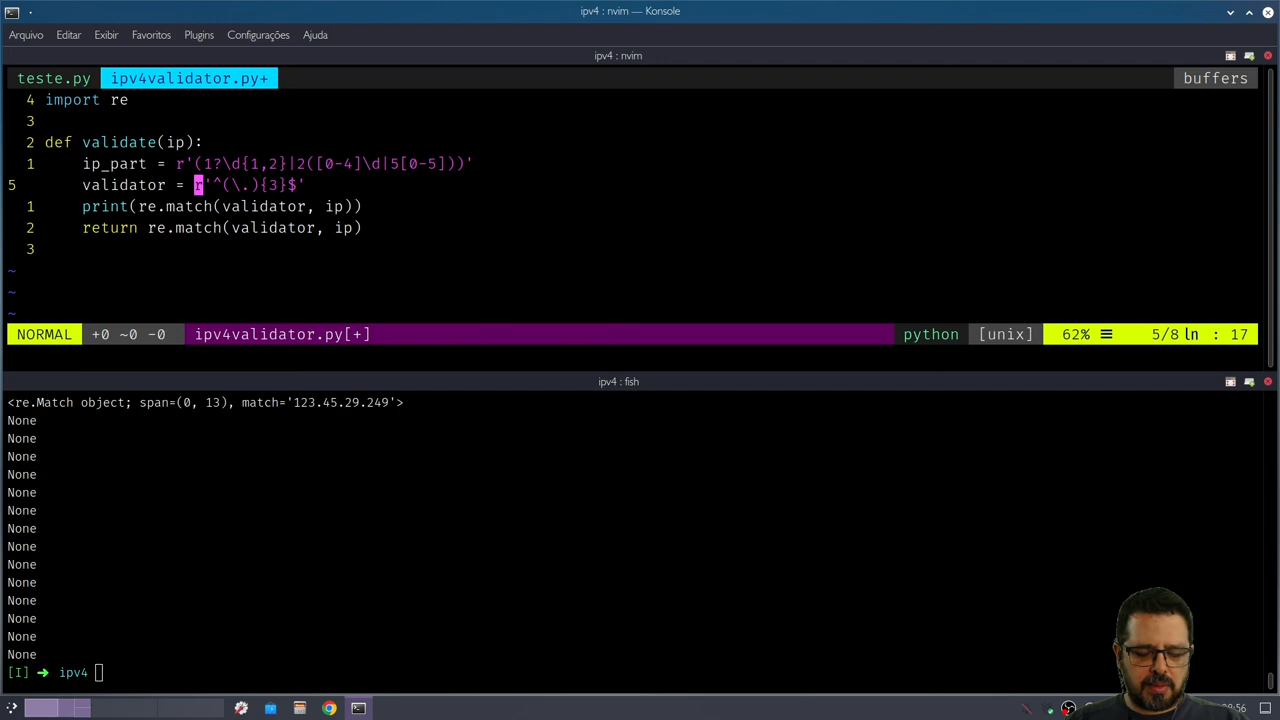 ipv4 : nvim — Konsole
Arquivo Editar Exibir Favoritos Plugins Configurações Ajuda
ipv4 : nvim
teste.py ipv4validator.py+ buffers
4 import re
3
2 def validate(ip):
1 ip_part = r'(1?\d{1,2}|2([0-4]\d|5[0-5]))'
5 validator = r'^(\.){3}$'
1 print(re.match(validator, ip))
2 return re.match(validator, ip)
3
~
~
~
NORMAL +0 ~0 -0 ipv4validator.py[+] python [unix] 62% ≡ 5/8 ln : 17
ipv4 : fish
<re.Match object; span=(0, 13), match='123.45.29.249'>
None
None
None
None
None
None
None
None
None
None
None
None
None
None
[I] ➜ ipv4
:56